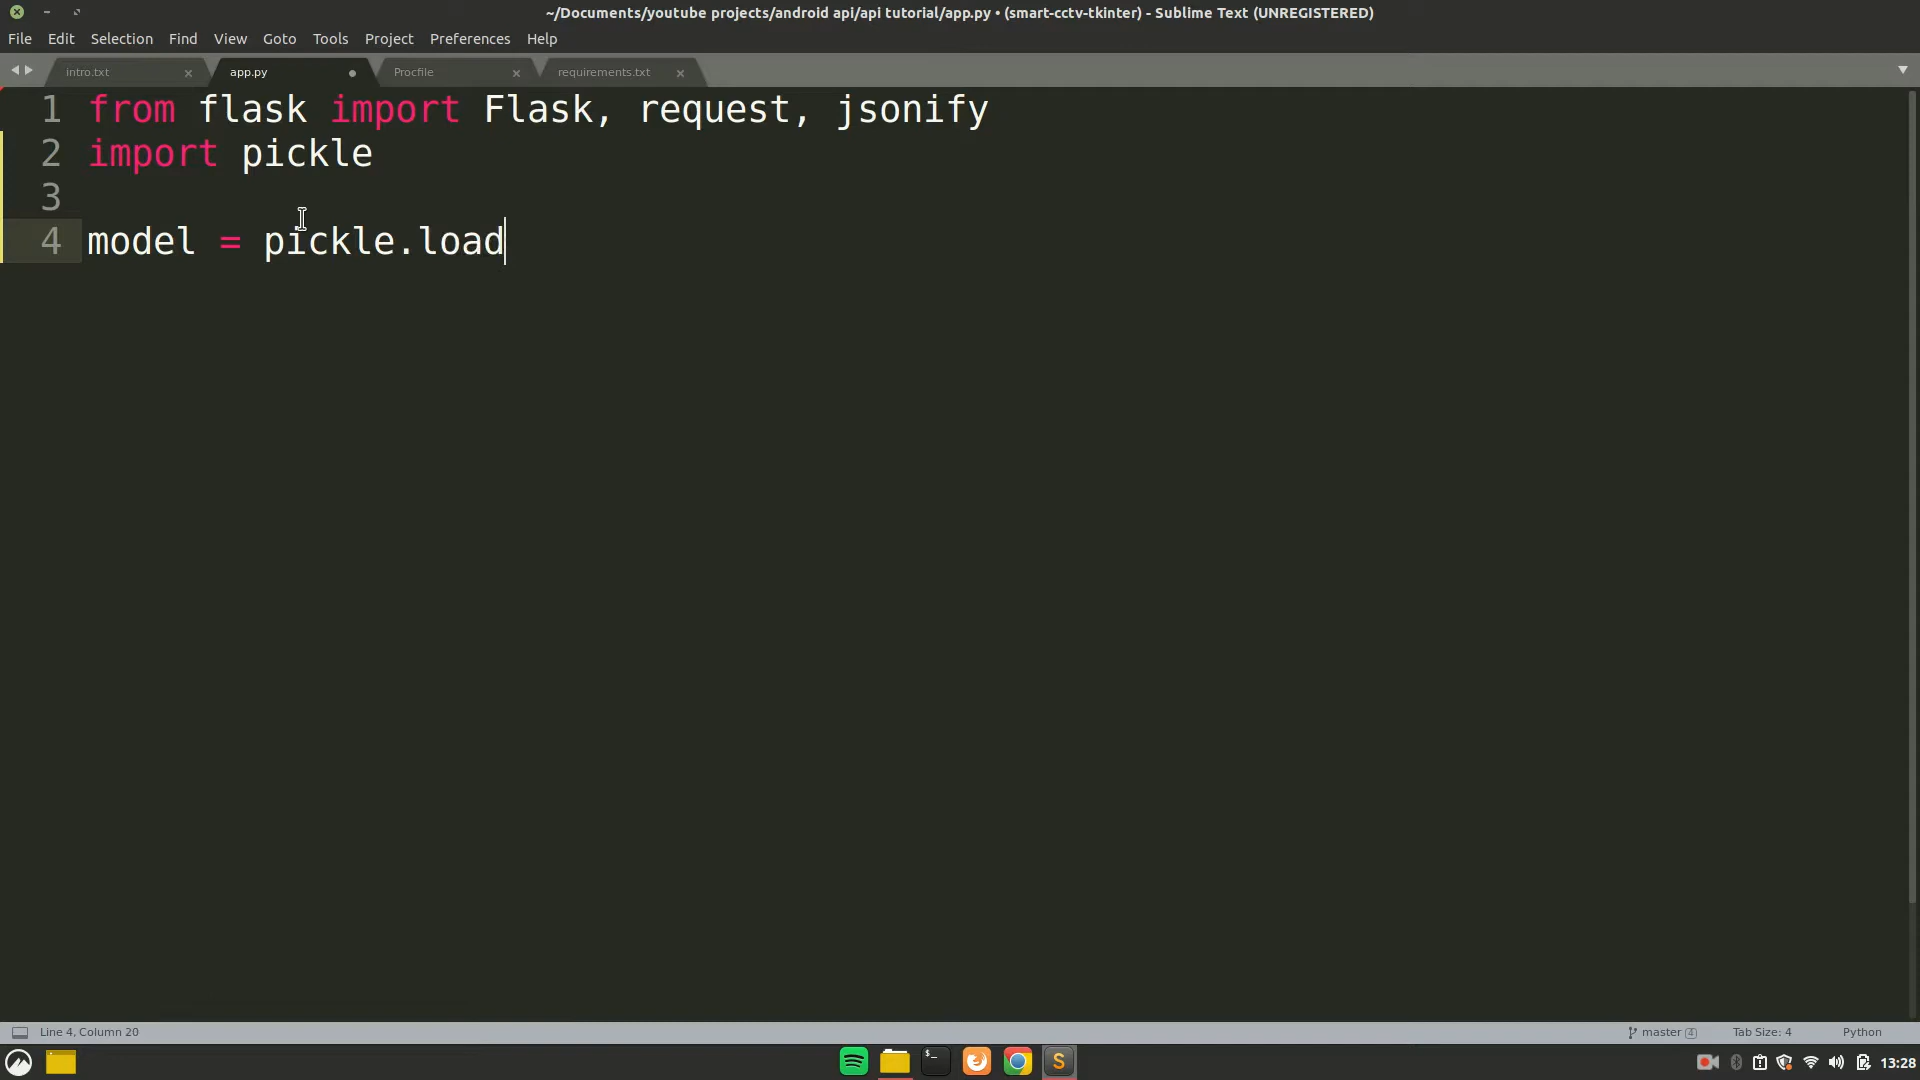 ~/Documents/youtube projects/android api/api tutorial/app.py • (smart-cctv-tkinter) - Sublime Text (UNREGISTERED)
File Edit Selection Find View Goto Tools Project Preferences Help
intro.txt app.py Procfile requirements.txt
1 from flask import Flask, request, jsonify
2 import pickle
3
4 model = pickle.load
Line 4, Column 20 master 4 Tab Size: 4 Python
13:28